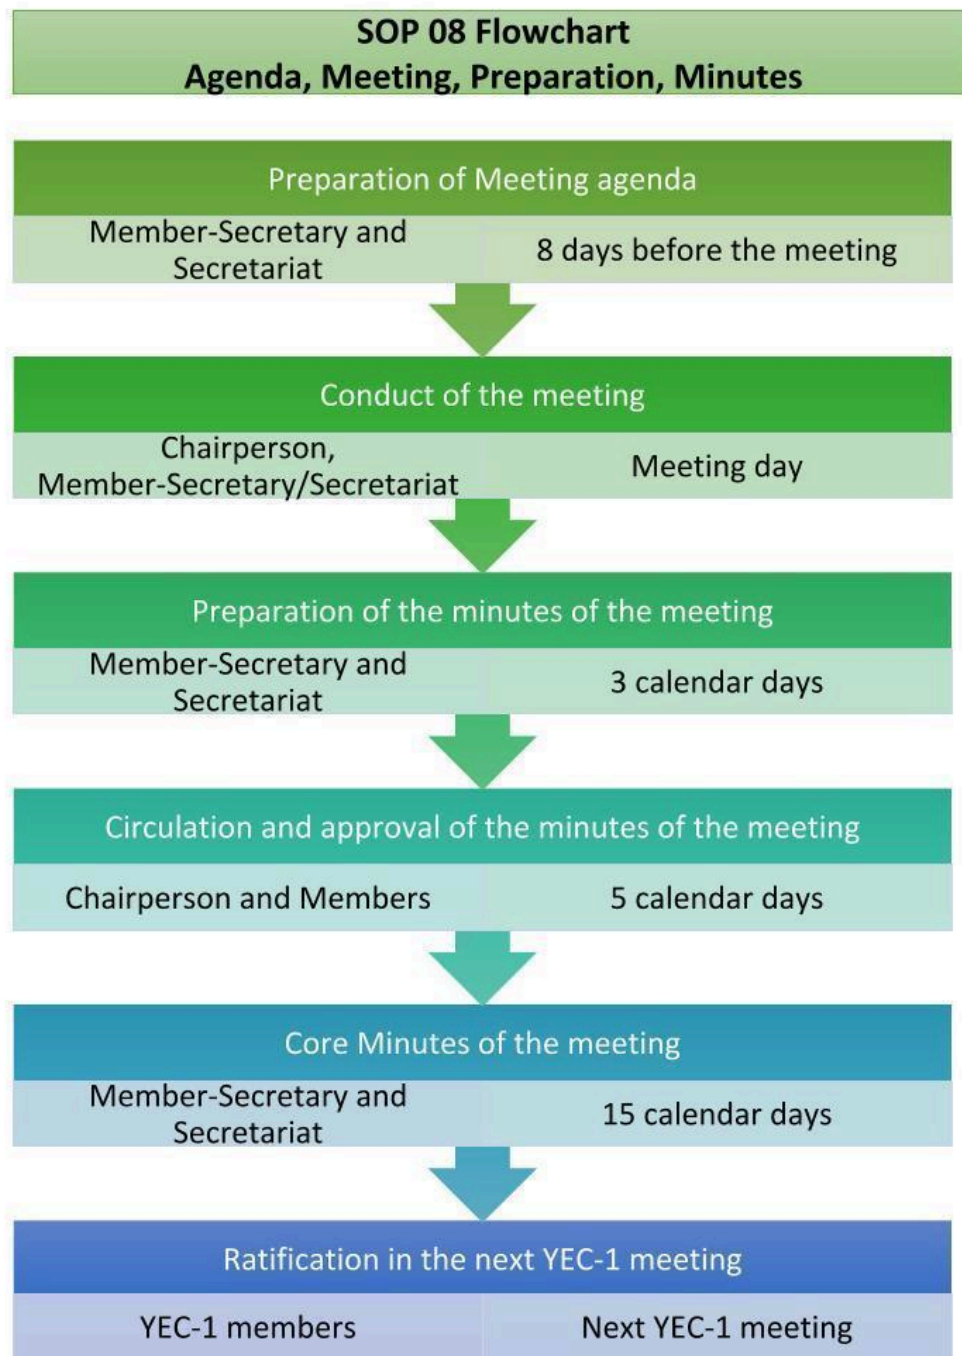 SOP 08 Flowchart
Agenda, Meeting, Preparation, Minutes
Preparation of Meeting agenda
Member-Secretary and
Secretariat
8 days before the meeting
Conduct of the meeting
Chairperson,
Member-Secretary/Secretariat
Meeting day
Preparation of the minutes of the meeting
Member-Secretary and
Secretariat
3 calendar days
Circulation and approval of the minutes of the meeting
Chairperson and Members
5 calendar days
Core Minutes of the meeting
Member-Secretary and
Secretariat
15 calendar days
Ratification in the next YEC-1 meeting
YEC-1 members
Next YEC-1 meeting